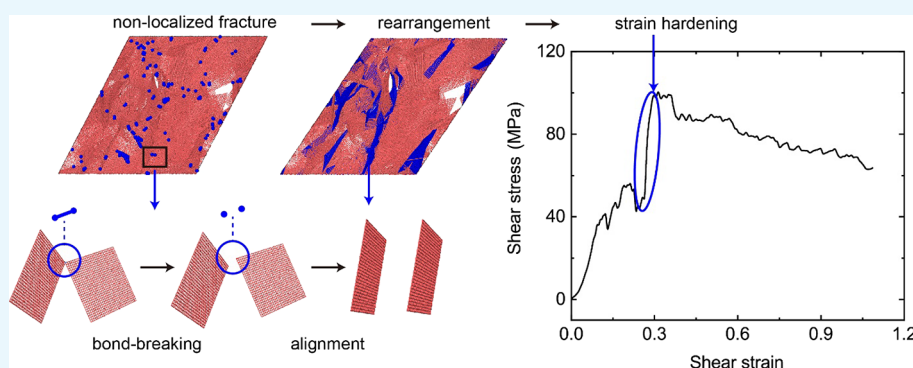 non-localized fracture
rearrangement
strain hardening
bond-breaking
alignment
120
80
40
0
Shear stress (MPa)
0.0
0.3
0.6
0.9
1.2
Shear strain